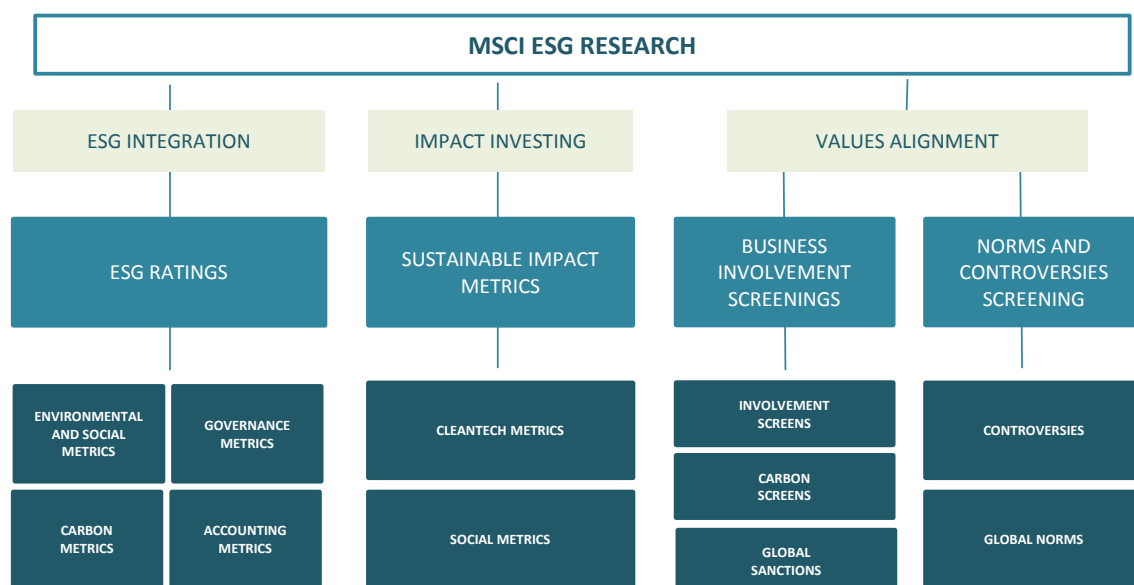 MSCI ESG RESEARCH
ESG INTEGRATION
IMPACT INVESTING
VALUES ALIGNMENT
ESG RATINGS
SUSTAINABLE IMPACT
METRICS
BUSINESS
INVOLVEMENT
SCREENINGS
NORMS AND
CONTROVERSIES
SCREENING
ENVIRONMENTAL
AND SOCIAL
METRICS
GOVERNANCE
METRICS
CARBON
METRICS
ACCOUNTING
METRICS
CLEANTECH METRICS
SOCIAL METRICS
INVOLVEMENT
SCREENS
CARBON
SCREENS
GLOBAL
SANCTIONS
CONTROVERSIES
GLOBAL NORMS